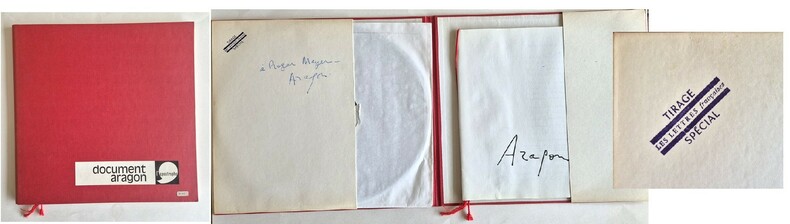 document
aragon
à Roger Meyer
Aragon
Aragon
TIRAGE
LES LETTRES françaises
SPÉCIAL